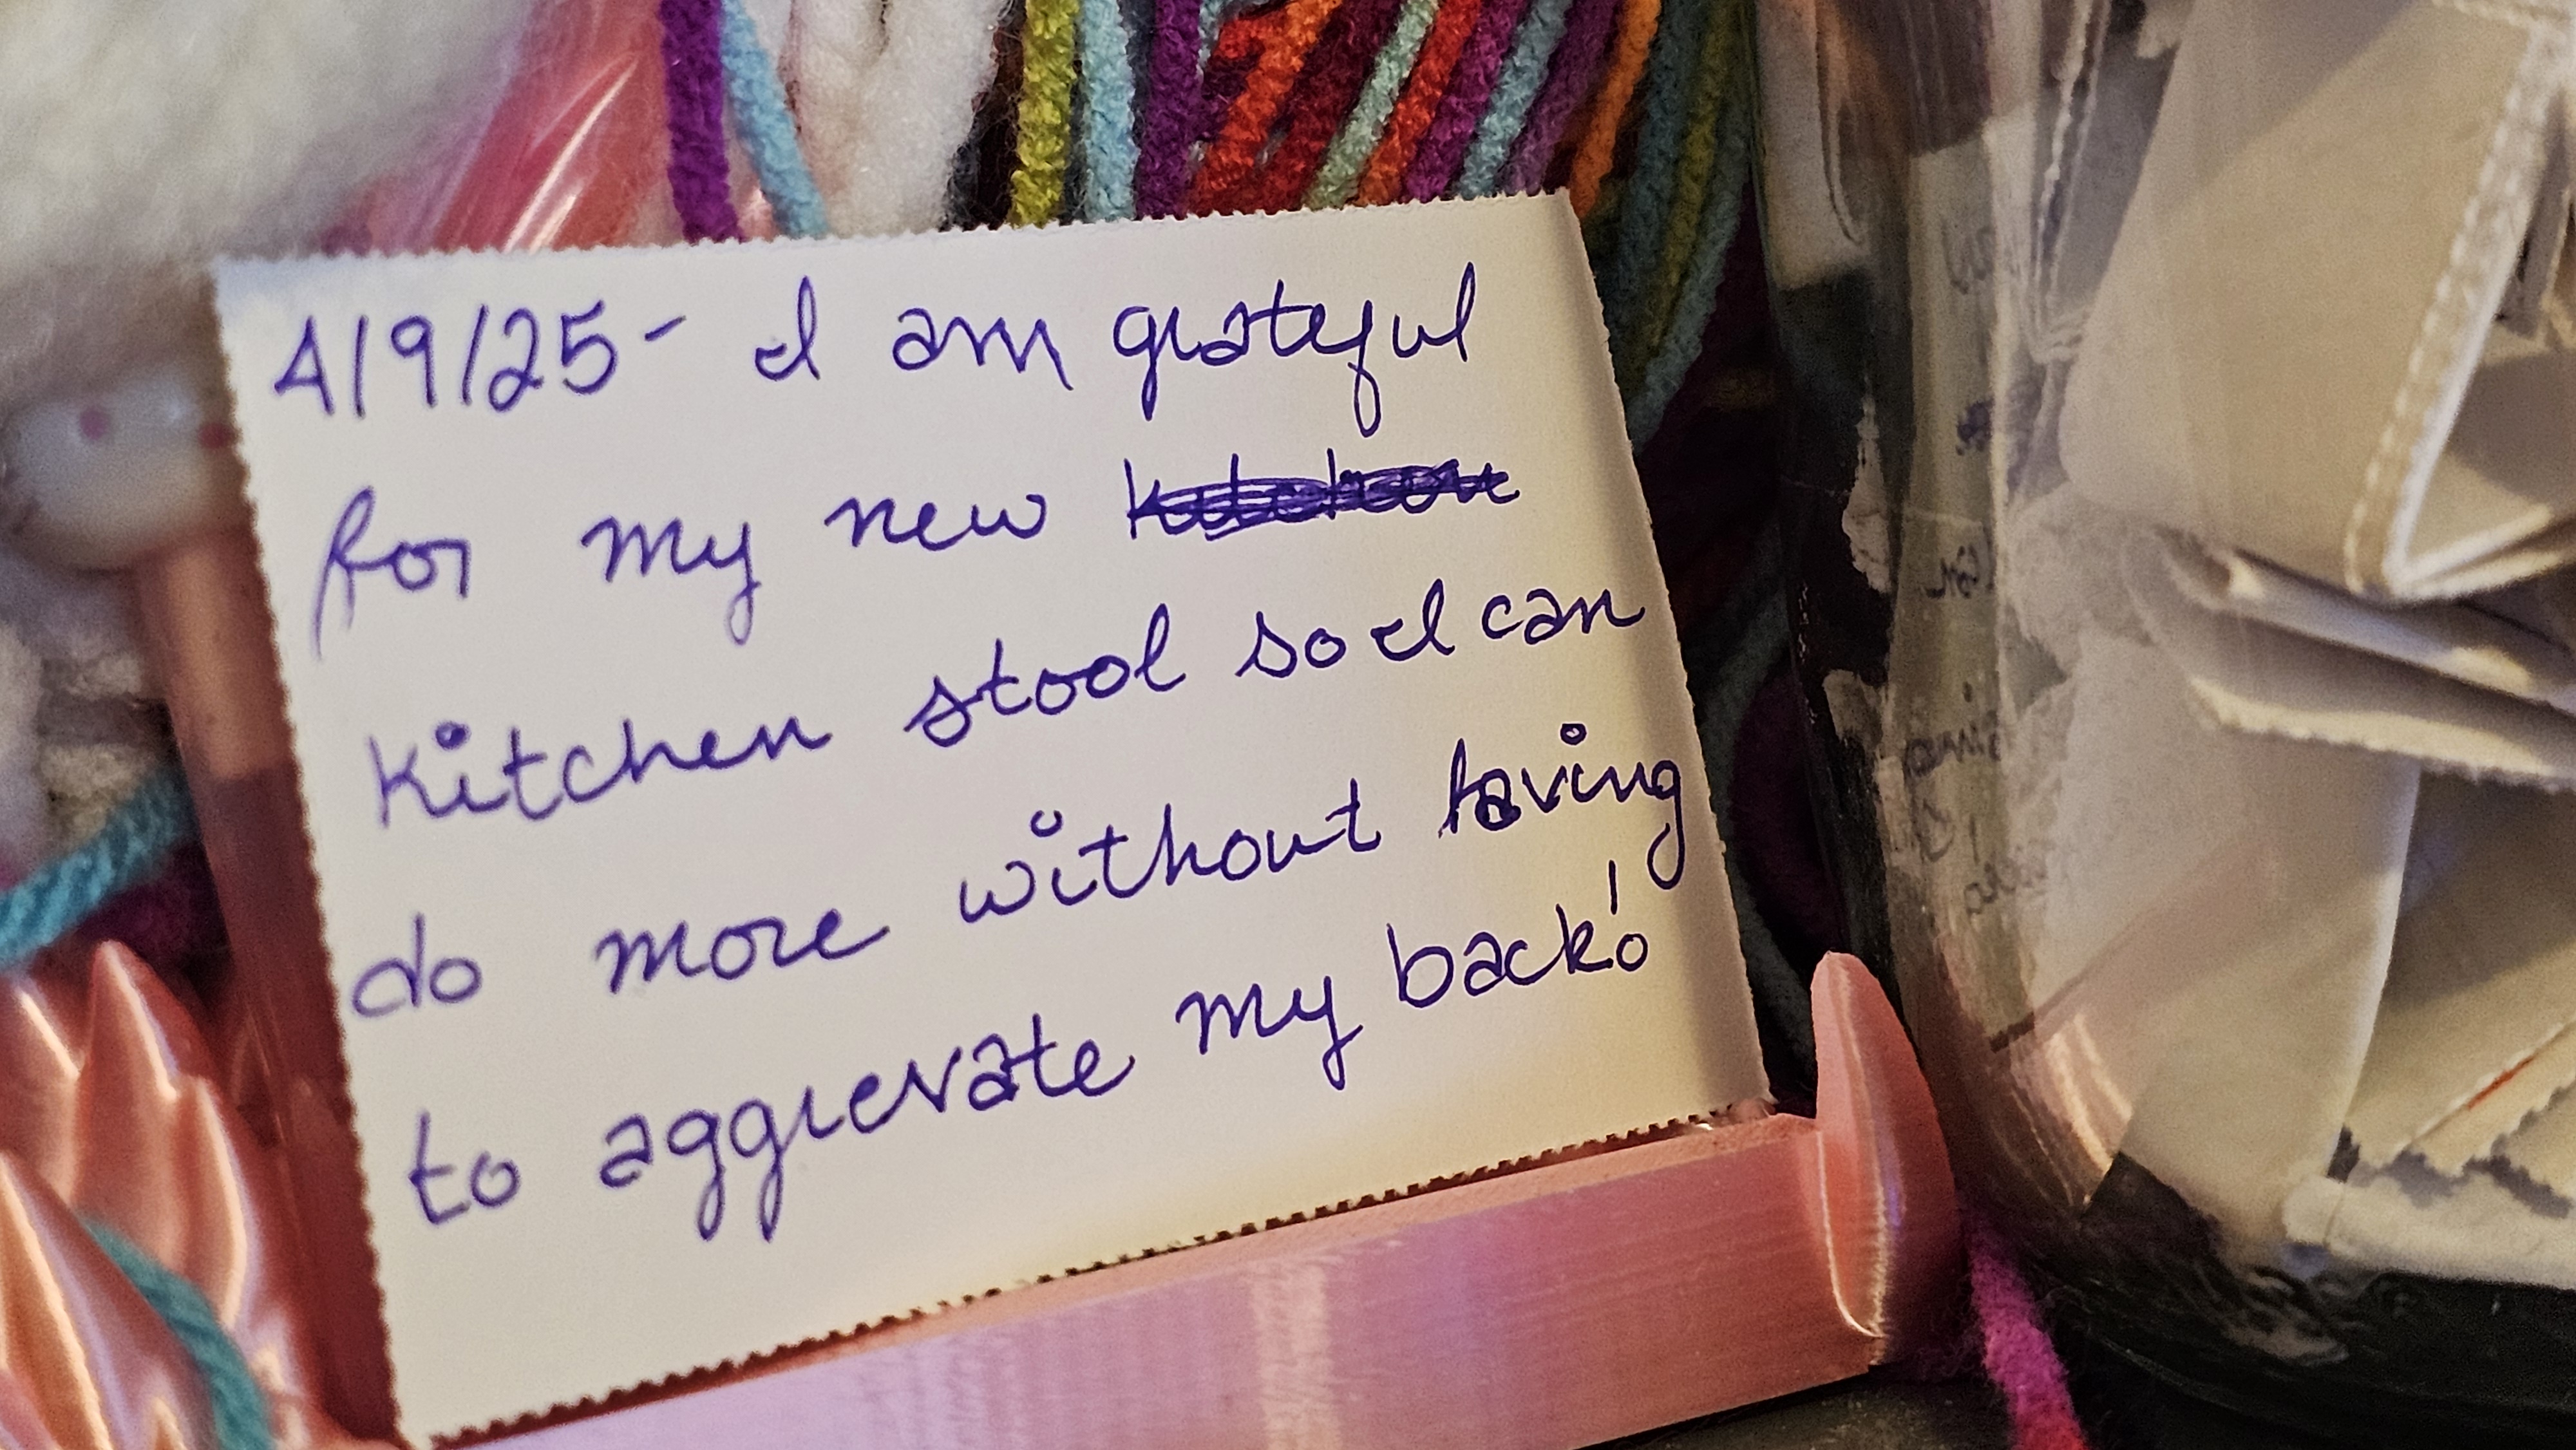 4/9/25- I am grateful
for my new
kitchen stool so I can
do more without having
to aggrevate my back!